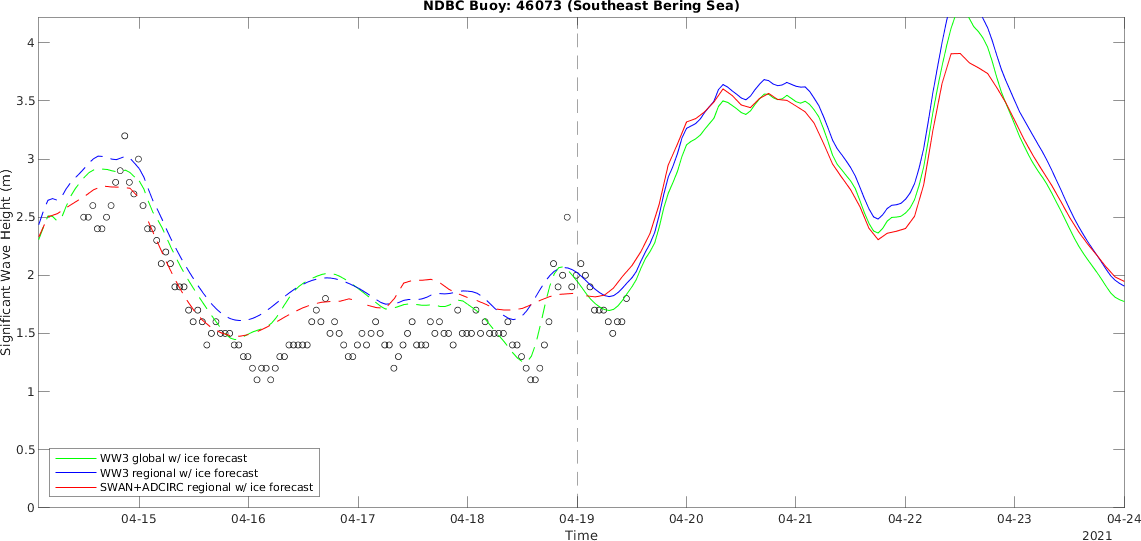 NDBC Buoy: 46073 (Southeast Bering Sea)
Significant Wave Height (m)
4
3.5
3
2.5
2
1.5
1
0.5
0
WW3 global w/ ice forecast
WW3 regional w/ ice forecast
SWAN+ADCIRC regional w/ ice forecast
04-15 04-16 04-17 04-18 04-19 04-20 04-21 04-22 04-23 04-24
Time
2021